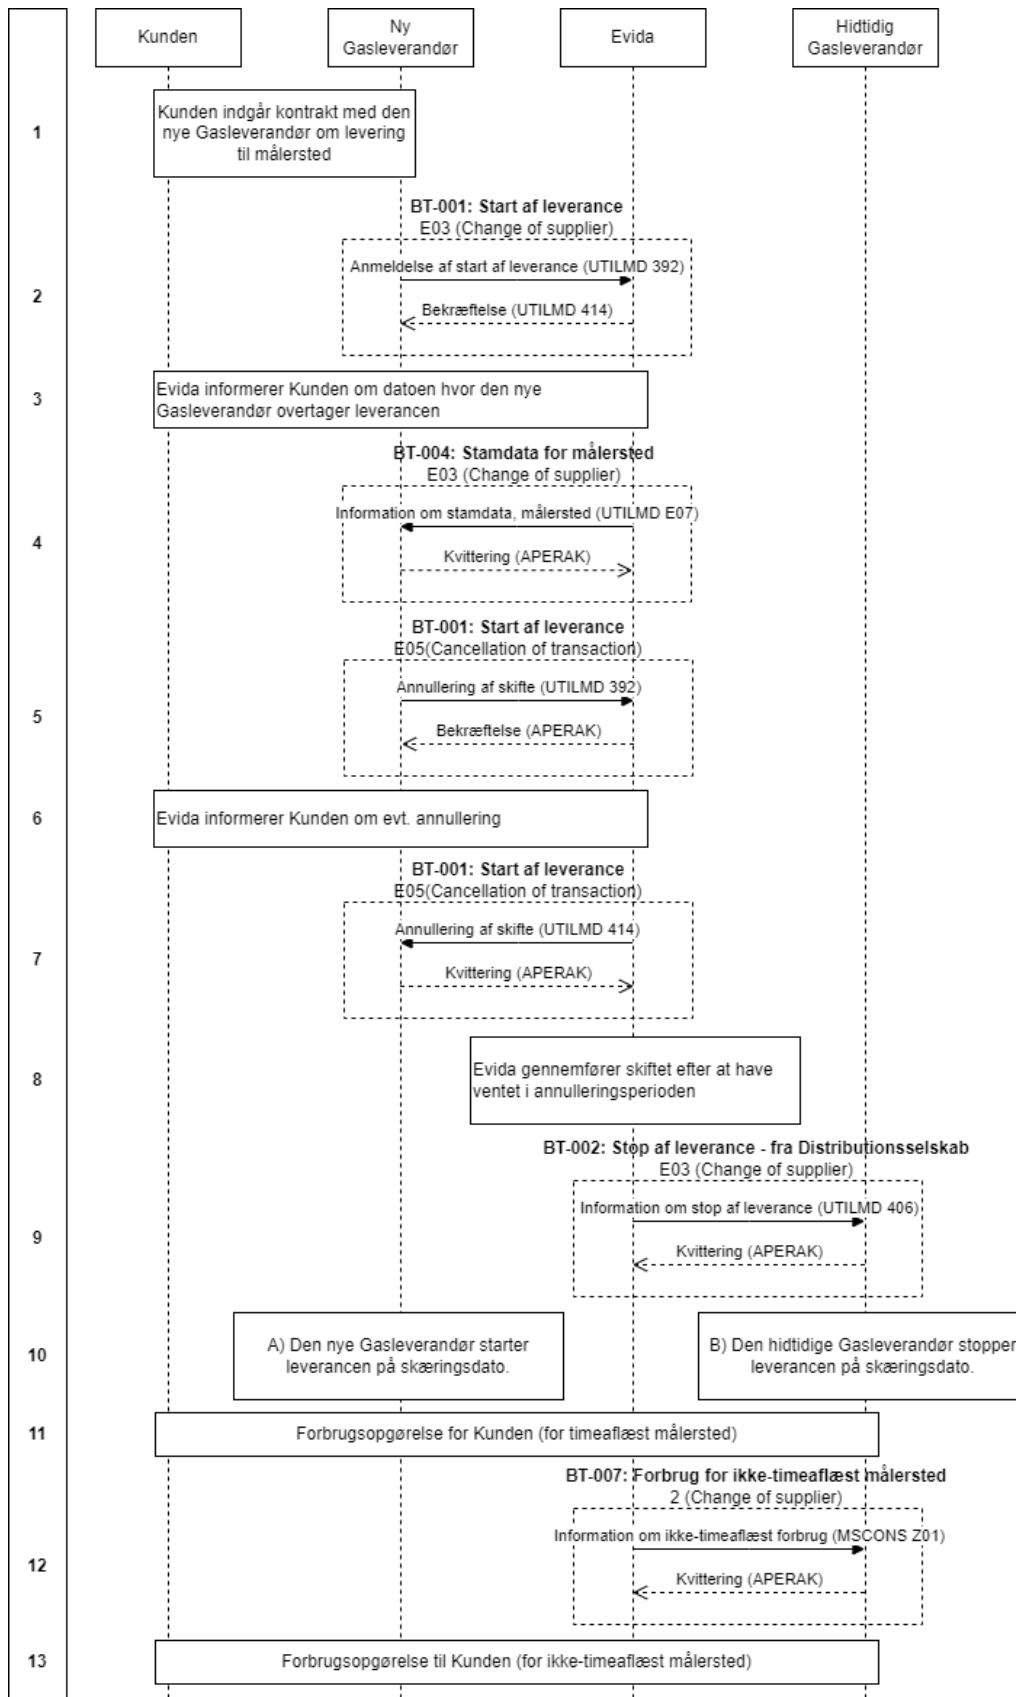 Kunden
Ny
Gasleverandør
Evida
Hidtidig
Gasleverandør
1
Kunden indgår kontrakt med den
nye Gasleverandør om levering
til målersted
BT-001: Start af leverance
E03 (Change of supplier)
2
Anmeldelse af start af leverance (UTILMD 392)
Bekræftelse (UTILMD 414)
3
Evida informerer Kunden om datoen hvor den nye
Gasleverandør overtager leverancen
BT-004: Stamdata for målersted
E03 (Change of supplier)
4
Information om stamdata, målersted (UTILMD E07)
Kvittering (APERAK)
BT-001: Start af leverance
E05(Cancellation of transaction)
5
Annullering af skifte (UTILMD 392)
Bekræftelse (APERAK)
6
Evida informerer Kunden om evt. annullering
BT-001: Start af leverance
E05(Cancellation of transaction)
7
Annullering af skifte (UTILMD 414)
Kvittering (APERAK)
8
Evida gennemfører skiftet efter at have
ventet i annulleringsperioden
BT-002: Stop af leverance - fra Distributionsselskab
E03 (Change of supplier)
9
Information om stop af leverance (UTILMD 406)
Kvittering (APERAK)
10
A) Den nye Gasleverandør starter
leverancen på skæringsdato.
B) Den hidtidige Gasleverandør stopper
leverancen på skæringsdato.
11
Forbrugsopgørelse for Kunden (for timeaflæst målersted)
BT-007: Forbrug for ikke-timeaflæst målersted
2 (Change of supplier)
12
Information om ikke-timeaflæst forbrug (MSCONS Z01)
Kvittering (APERAK)
13
Forbrugsopgørelse til Kunden (for ikke-timeaflæst målersted)